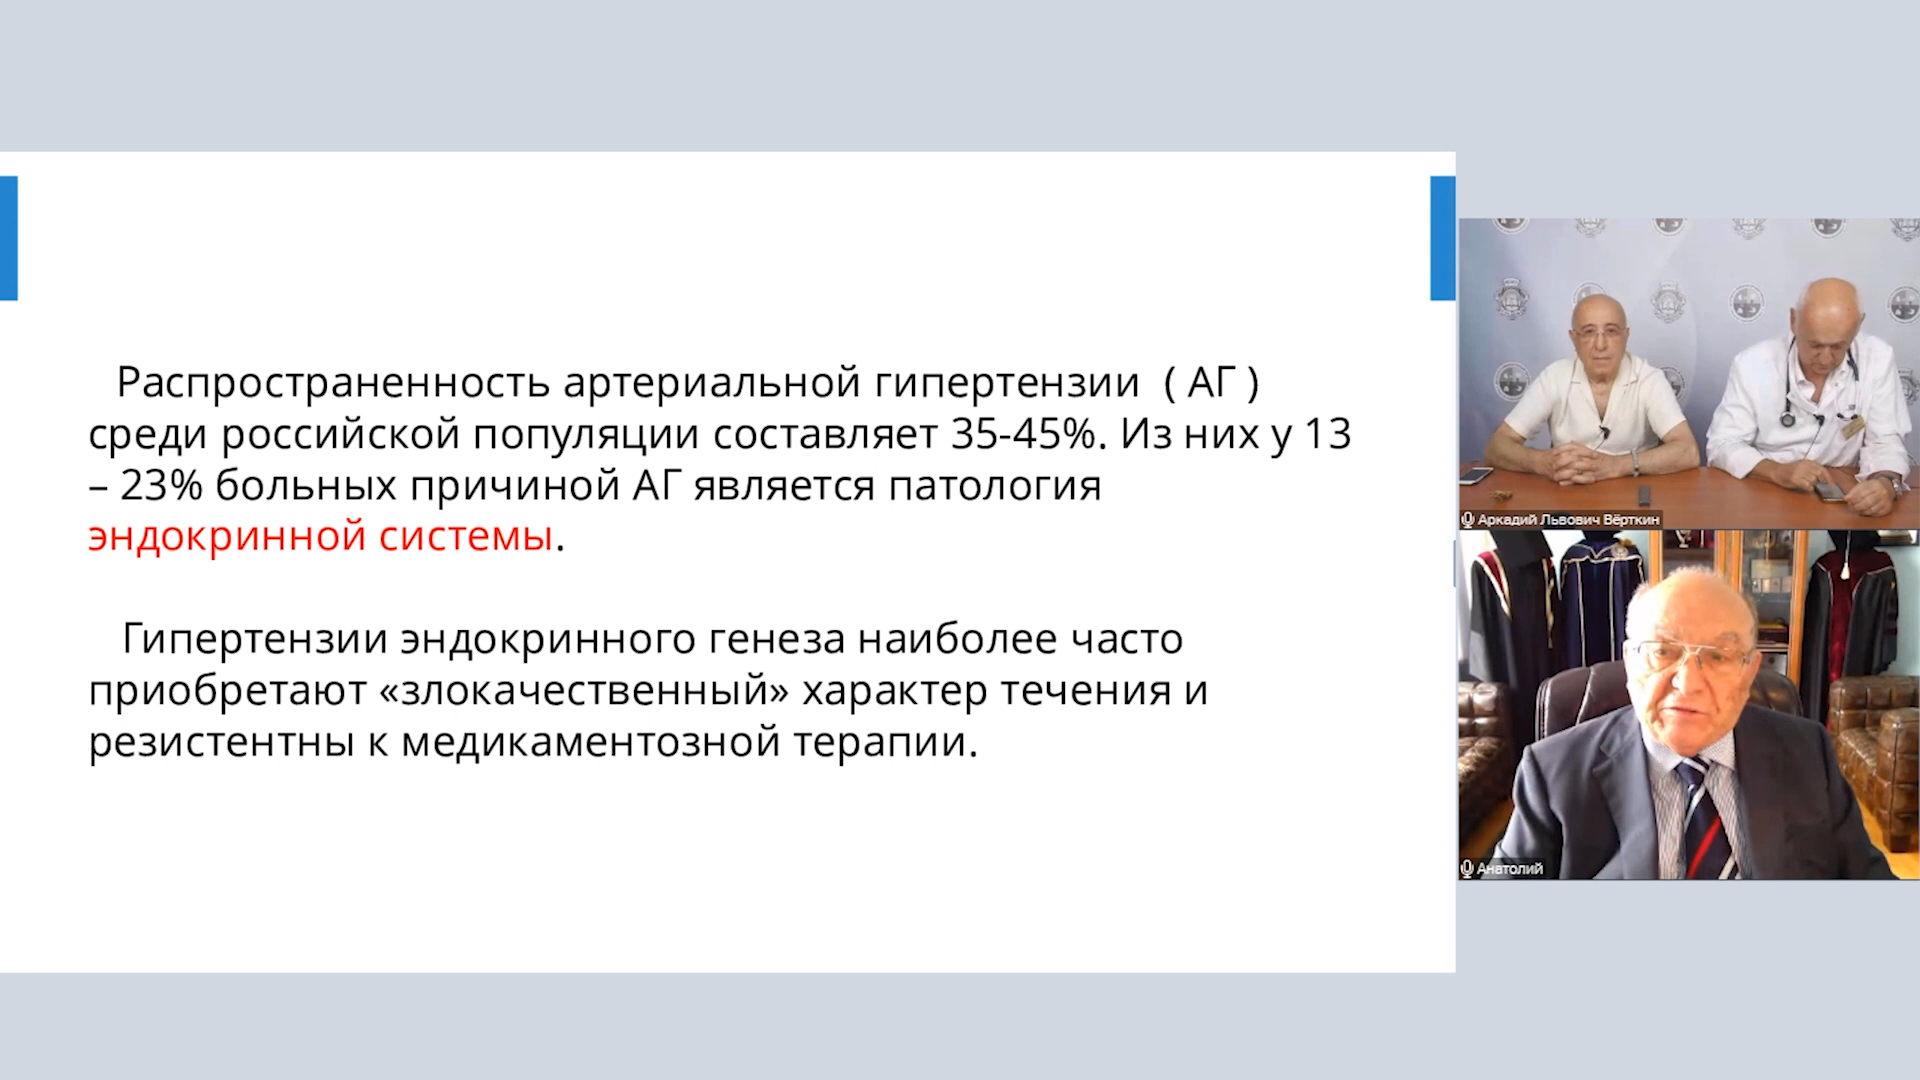 Распространенность артериальной гипертензии ( АГ )
среди российской популяции составляет 35-45%. Из них у 13
– 23% больных причиной АГ является патология
эндокринной системы.
Гипертензии эндокринного генеза наиболее часто
приобретают «злокачественный» характер течения и
резистентны к медикаментозной терапии.
Аркадий Львович Вёрткин
Анатолий